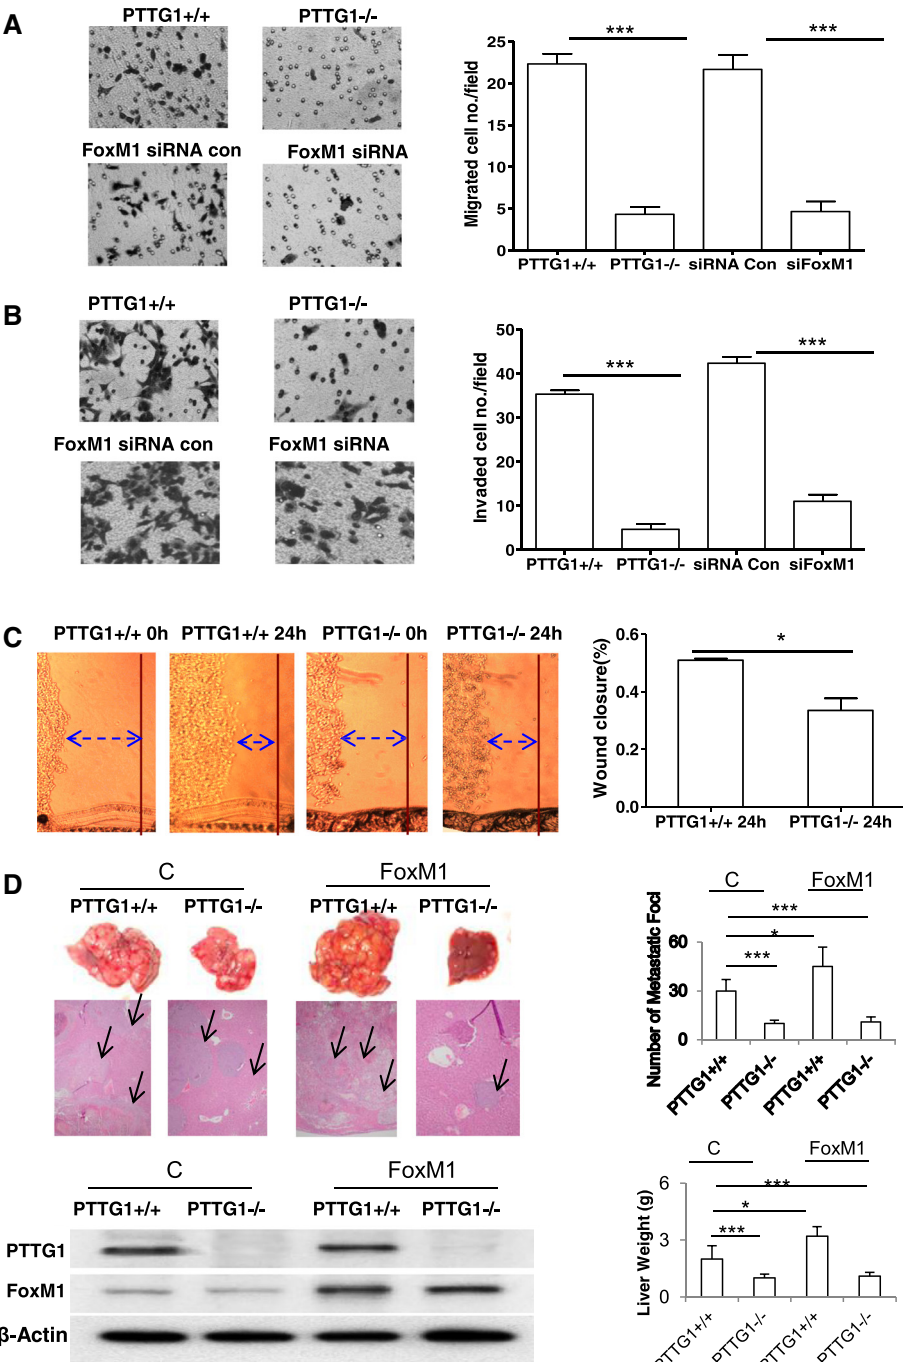 A
PTTG1+/+ PTTG1-/-
FoxM1 siRNA con FoxM1 siRNA
Migrated cell no./field
25
20
15
10
5
0
*** ***
PTTG1+/+ PTTG1-/- siRNA Con siFoxM1
B
PTTG1+/+ PTTG1-/-
FoxM1 siRNA con FoxM1 siRNA
Invaded cell no./field
50
40
30
20
10
0
*** ***
PTTG1+/+ PTTG1-/- siRNA Con siFoxM1
C
PTTG1+/+ 0h PTTG1+/+ 24h PTTG1-/- 0h PTTG1-/- 24h
Wound closure(%)
0.6
0.4
0.2
0.0
*
PTTG1+/+ 24h PTTG1-/- 24h
D
C FoxM1
PTTG1+/+ PTTG1-/- PTTG1+/+ PTTG1-/-
C FoxM1
Number of Metastatic Foci
60
30
0
***
*
***
PTTG1+/+ PTTG1-/- PTTG1+/+ PTTG1-/-
C FoxM1
PTTG1+/+ PTTG1-/- PTTG1+/+ PTTG1-/-
PTTG1
FoxM1
β-Actin
C FoxM1
Liver Weight (g)
6
3
0
***
*
***
PTTG1+/+ PTTG1-/- PTTG1+/+ PTTG1-/-